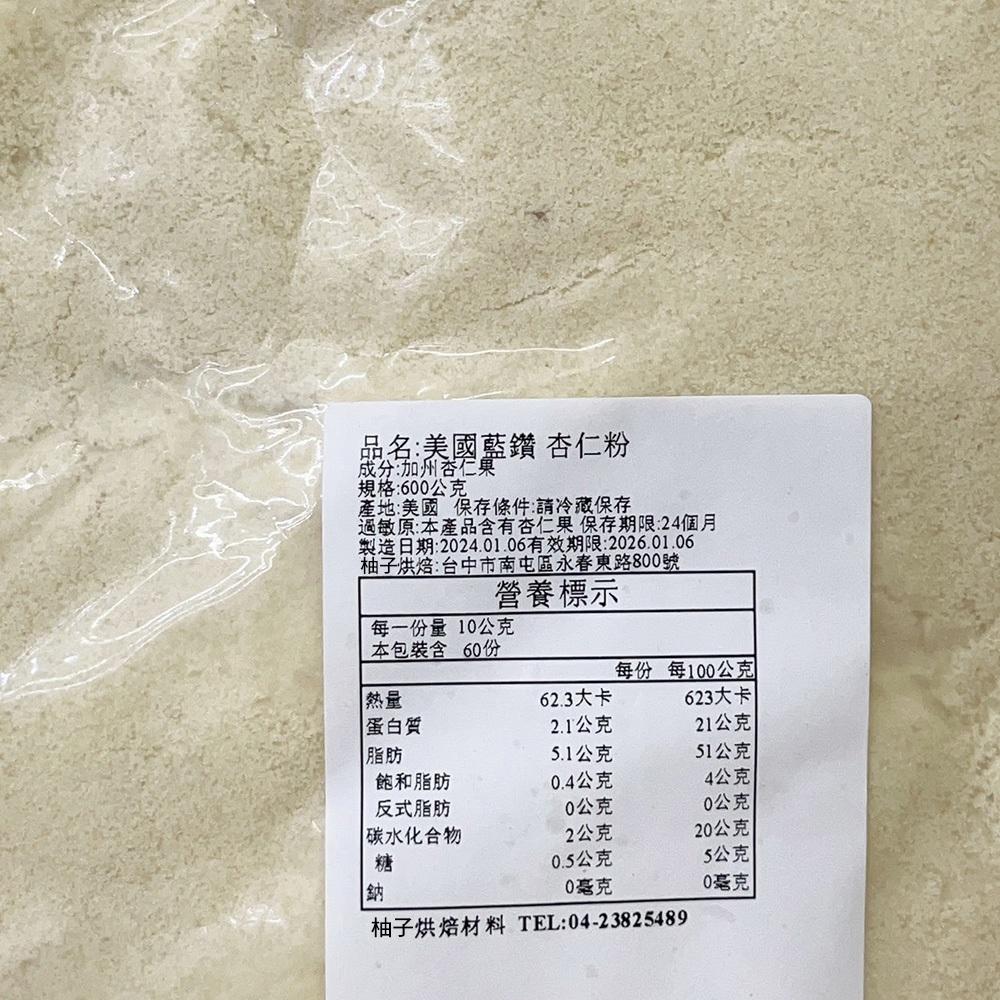 品名:美國藍鑽 杏仁粉
成分:加州杏仁果
規格:600公克
產地:美國 保存條件:請冷藏保存
過敏原:本產品含有杏仁果 保存期限:24個月
製造日期:2024.01.06有效期限:2026.01.06
柚子烘焙:台中市南屯區永春東路800號
營養標示
每一份量 10公克
本包裝含 60份
每份 每100公克
熱量 62.3大卡 623大卡
蛋白質 2.1公克 21公克
脂肪 5.1公克 51公克
飽和脂肪 0.4公克 4公克
反式脂肪 0公克 0公克
碳水化合物 2公克 20公克
糖 0.5公克 5公克
鈉 0毫克 0毫克
柚子烘焙材料 TEL:04-23825489